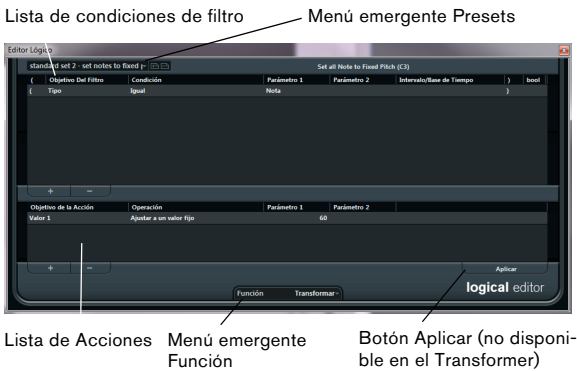 Lista de condiciones de filtro
Menú emergente Presets
Editor Lógico
standard set 2 - set notes to fixed p
Set all Note to Fixed Pitch (C3)
( Objetivo Del Filtro Condición Parámetro 1 Parámetro 2 Intervalo/Base de Tiempo ) bool
( Tipo Igual Nota )
+ −
Objetivo de la Acción Operación Parámetro 1 Parámetro 2
Valor 1 Ajustar a un valor fijo 60
+ −
Aplicar
logical editor
Función Transformar
Lista de Acciones
Menú emergente
Función
Botón Aplicar (no disponi-
ble en el Transformer)